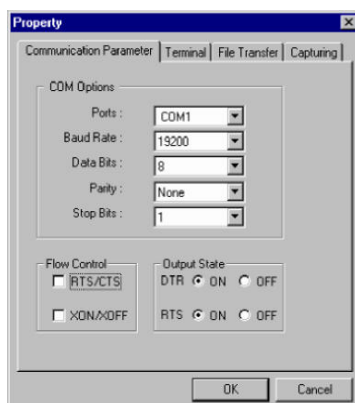 Property
Communication Parameter Terminal File Transfer Capturing
COM Options
Ports : COM1
Baud Rate : 19200
Data Bits : 8
Parity : None
Stop Bits : 1
Flow Control Output State
RTS/CTS DTR ON OFF
XON/XOFF RTS ON OFF
OK Cancel